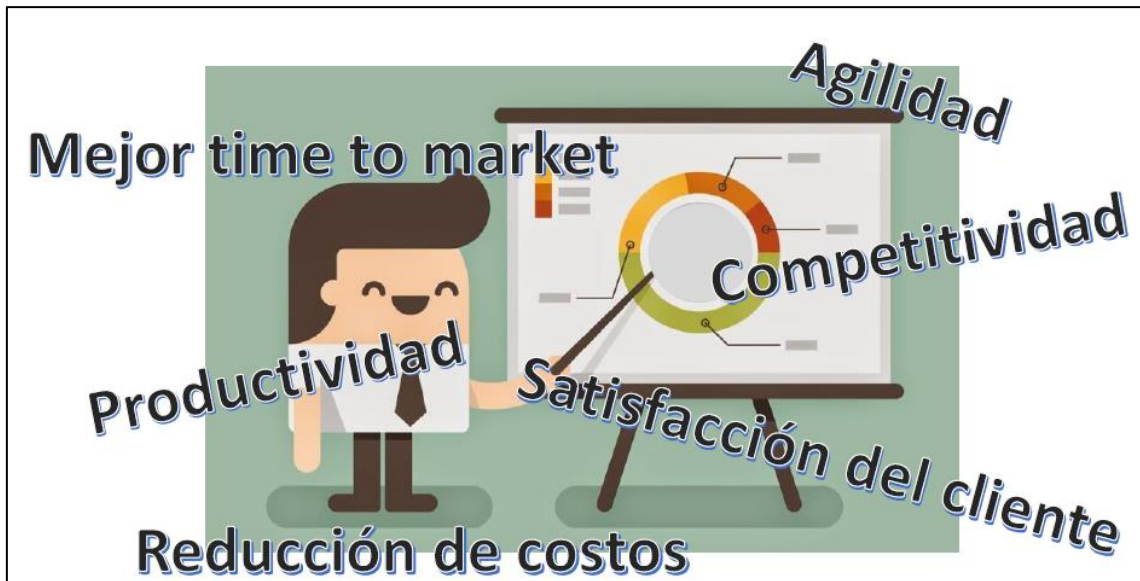 Agilidad
Mejor time to market
Competitividad
Productividad
Satisfacción del cliente
Reducción de costos